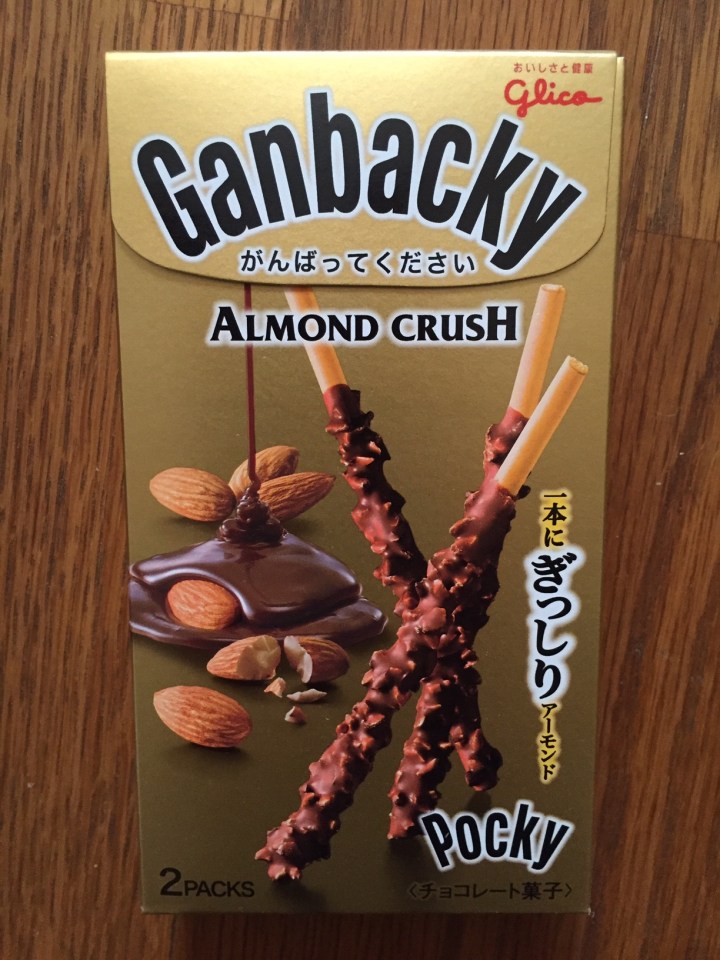 おいしさと健康
Glico
Ganbacky
がんばってください
ALMOND CRUSH
一本に ぎっしり アーモンド
Pocky
2PACKS
〈チョコレート菓子〉